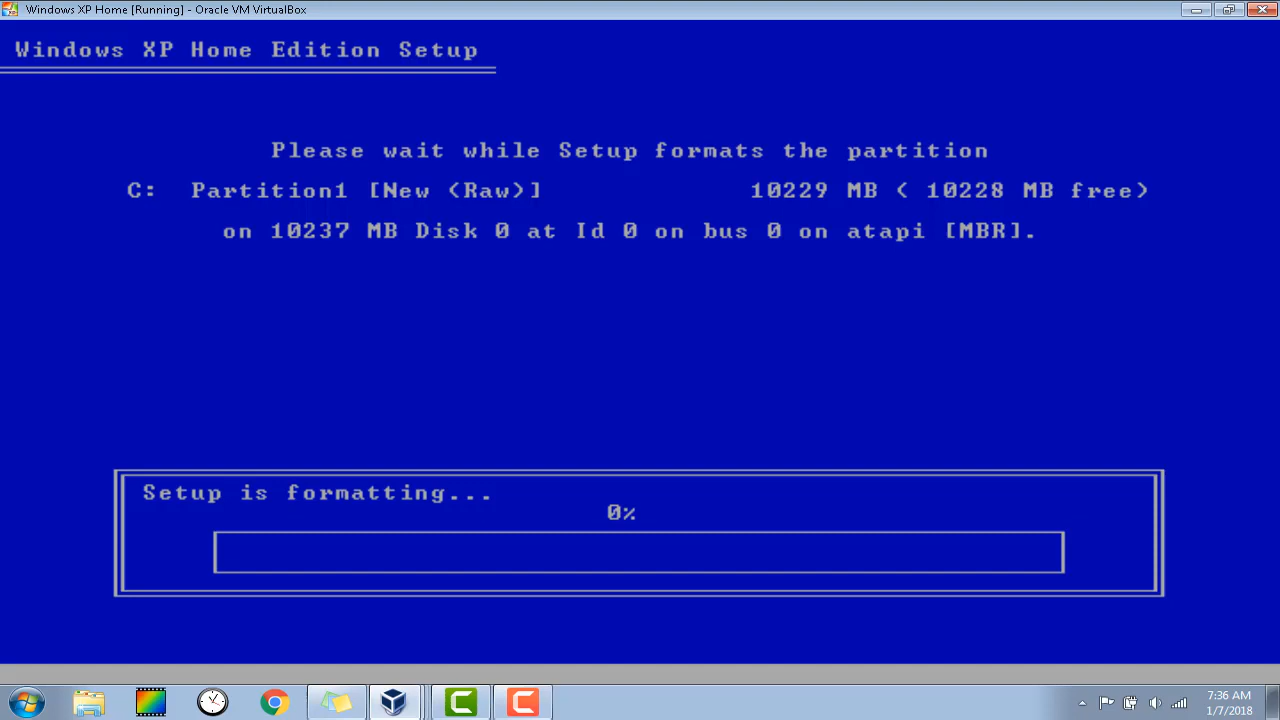 Windows XP Home [Running] - Oracle VM VirtualBox
Windows XP Home Edition Setup
Please wait while Setup formats the partition
C: Partition1 [New (Raw)] 10229 MB ( 10228 MB free)
on 10237 MB Disk 0 at Id 0 on bus 0 on atapi [MBR].
Setup is formatting...
0%
7:36 AM
1/7/2018